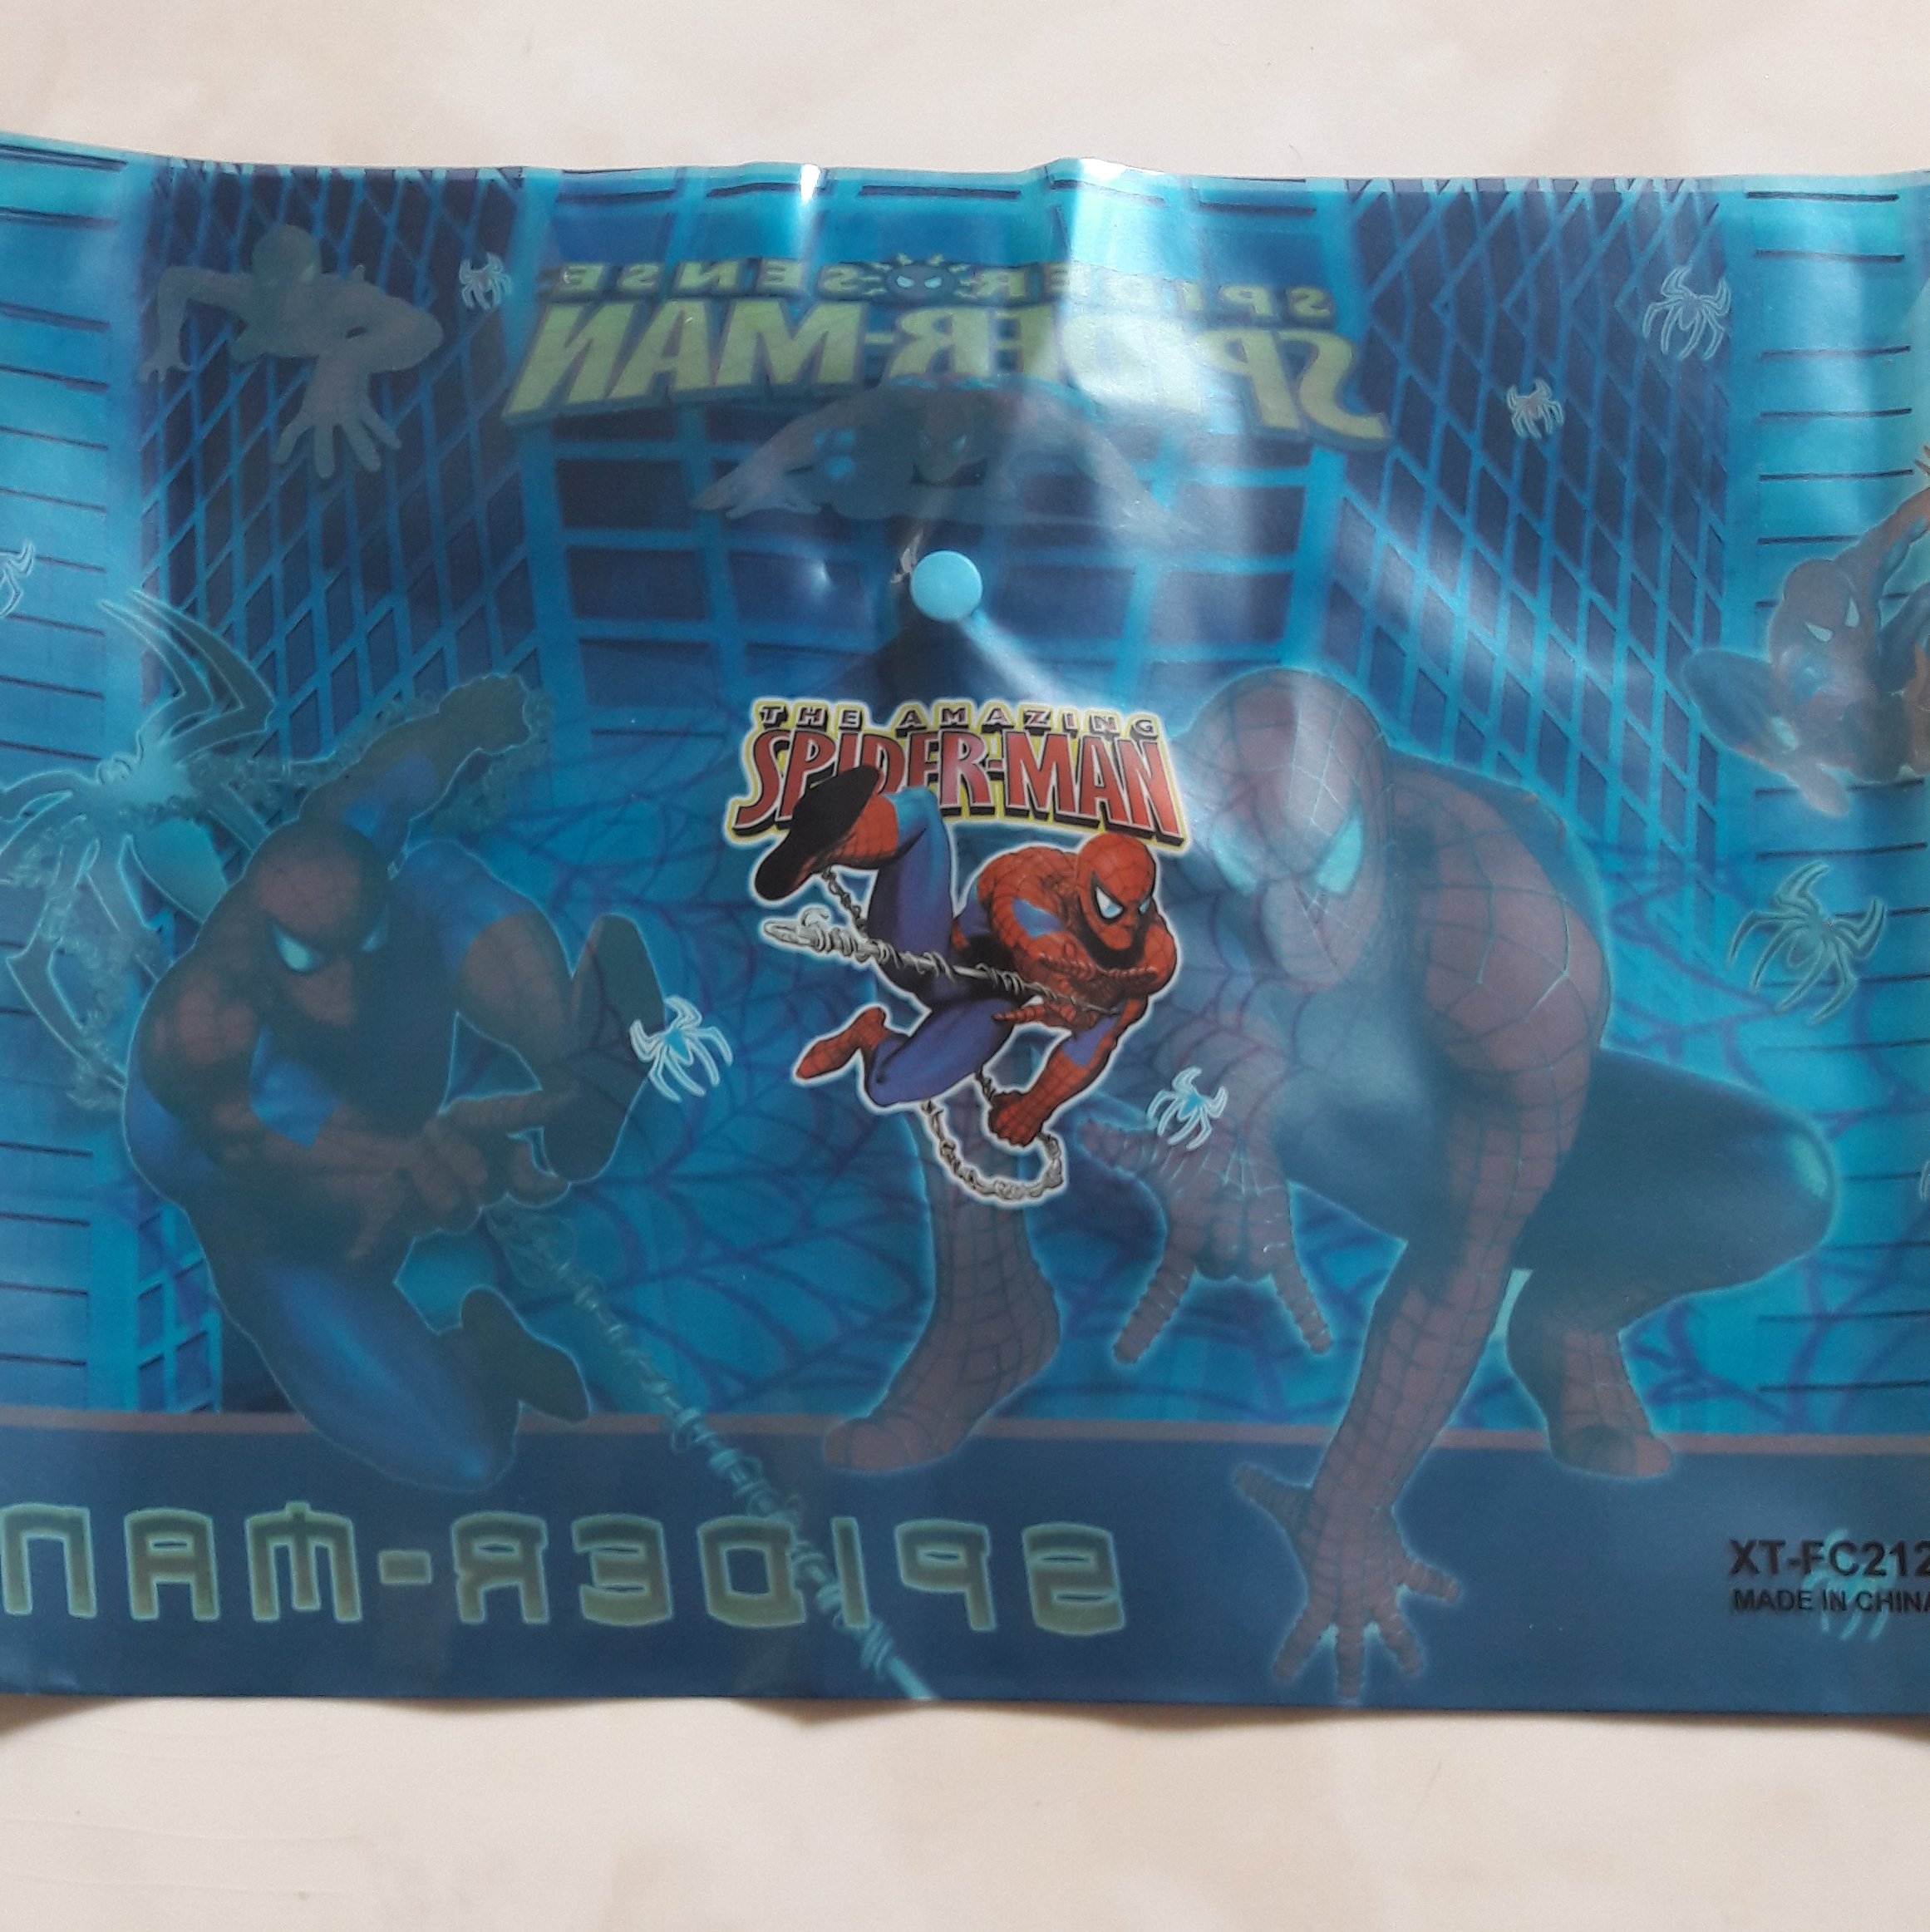 SPIDER SENSE
SPIDER-MAN
THE AMAZING
SPIDER-MAN
SPIDER-MAN
XT-FC212
MADE IN CHINA